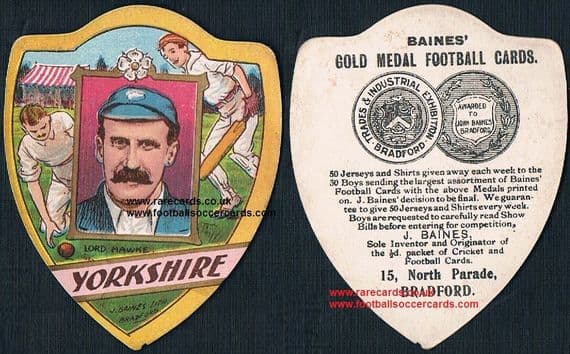 www.rarecards.co.uk
www.footballsoccercards.com
LORD HAWKE
YORKSHIRE
J. BAINES LITH.
BRADFORD.
BAINES'
GOLD MEDAL FOOTBALL CARDS.
TRADES & INDUSTRIAL EXHIBITION
BRADFORD
AWARDED
TO
JOHN BAINES
BRADFORD.
50 Jerseys and Shirts given away each week to the
30 Boys sending the largest assortment of Baines'
Football Cards with the above Medals printed
on. J. Baines' decision to be final. We guaran-
tee to give 50 Jerseys and Shirts every week.
Boys are requested to carefully read Show
Bills before entering for competition,
J. BAINES,
Sole Inventor and Originator of
the ½d. packet of Cricket and
Football Cards.
15, North Parade,
BRADFORD.
www.rarecards.co.uk
www.footballsoccercards.com